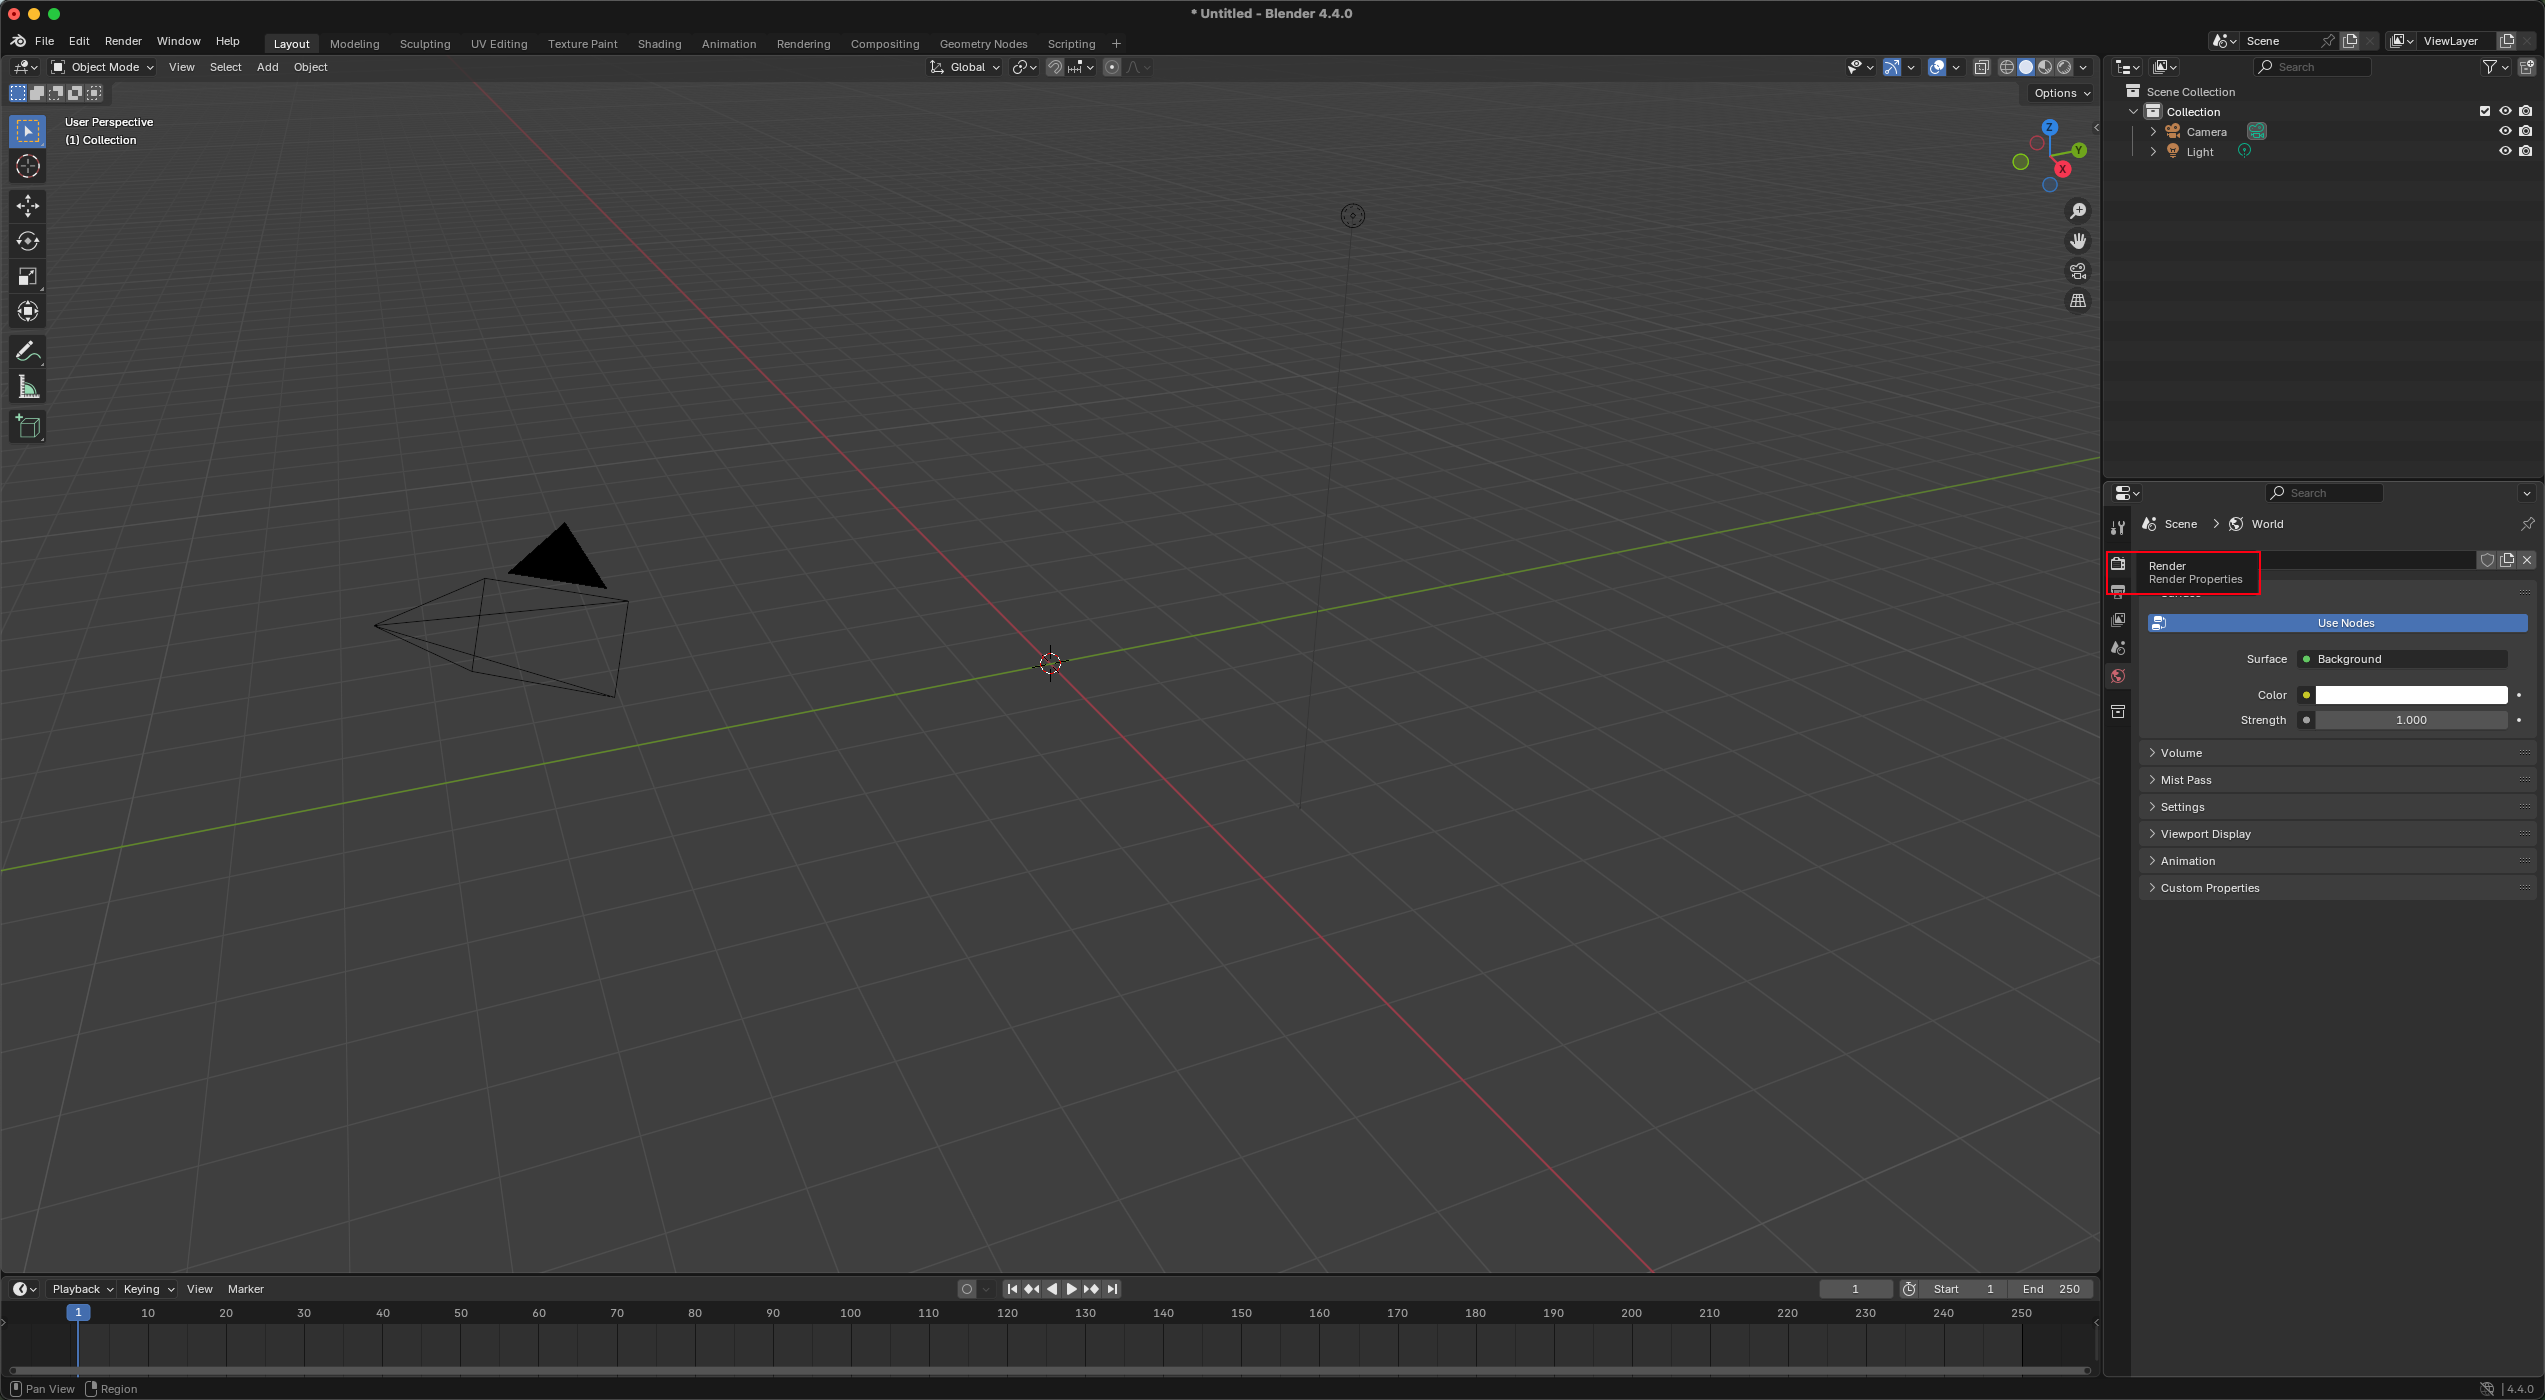 * Untitled - Blender 4.4.0
File Edit Render Window Help Layout Modeling Sculpting UV Editing Texture Paint Shading Animation Rendering Compositing Geometry Nodes Scripting + Scene ViewLayer
Object Mode View Select Add Object Global Search
Options
User Perspective
(1) Collection
Z
Y
X
Scene Collection
Collection
Camera
Light
Search
Scene > World
Render
Render Properties
Use Nodes
Surface Background
Color
Strength 1.000
Volume
Mist Pass
Settings
Viewport Display
Animation
Custom Properties
Playback Keying View Marker 1 Start 1 End 250
1 10 20 30 40 50 60 70 80 90 100 110 120 130 140 150 160 170 180 190 200 210 220 230 240 250
Pan View Region 4.4.0